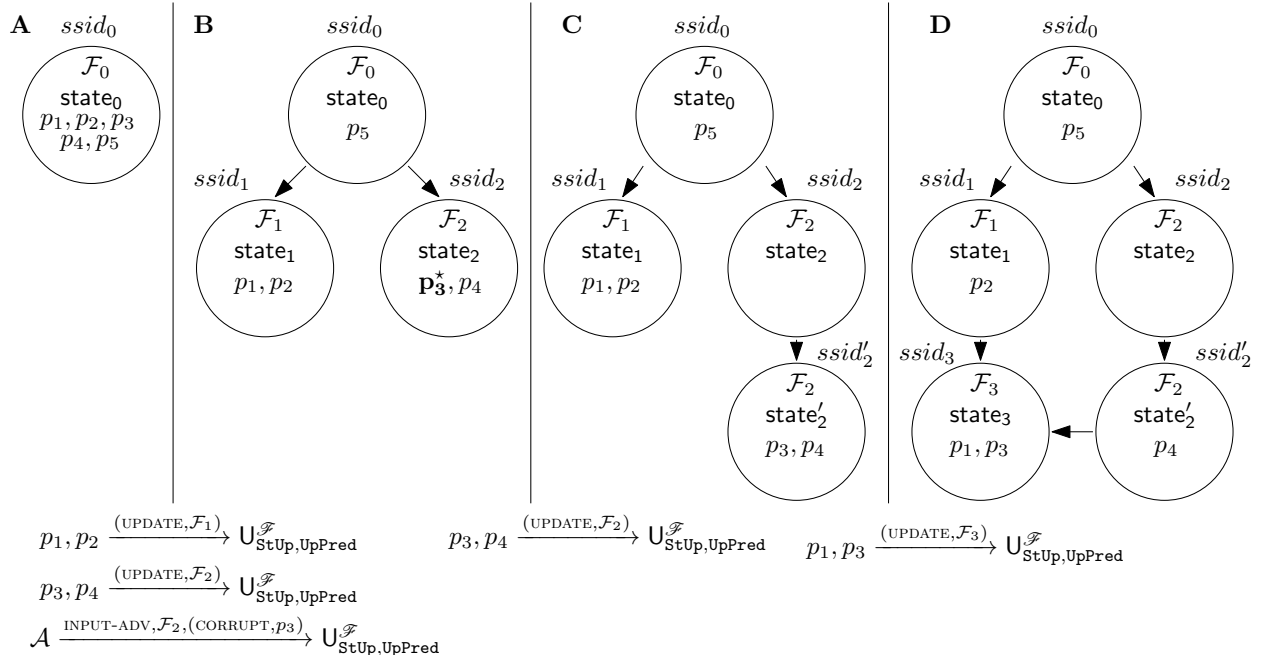 A
ssid₀
ℱ₀
state₀
p₁, p₂, p₃
p₄, p₅
B
ssid₀
ℱ₀
state₀
p₅
ssid₁
ℱ₁
state₁
p₁, p₂
ssid₂
ℱ₂
state₂
p₃*, p₄
C
ssid₀
ℱ₀
state₀
p₅
ssid₁
ℱ₁
state₁
p₁, p₂
ssid₂
ℱ₂
state₂
ssid′₂
ℱ₂
state′₂
p₃, p₄
D
ssid₀
ℱ₀
state₀
p₅
ssid₁
ℱ₁
state₁
p₂
ssid₂
ℱ₂
state₂
ssid₃
ℱ₃
state₃
p₁, p₃
ssid′₂
ℱ₂
state′₂
p₄
p₁, p₂ (UPDATE,ℱ₁) → U^ℱ_StUp,UpPred
p₃, p₄ (UPDATE,ℱ₂) → U^ℱ_StUp,UpPred
𝒜 INPUT-ADV,ℱ₂,(CORRUPT,p₃) → U^ℱ_StUp,UpPred
p₃, p₄ (UPDATE,ℱ₂) → U^ℱ_StUp,UpPred
p₁, p₃ (UPDATE,ℱ₃) → U^ℱ_StUp,UpPred